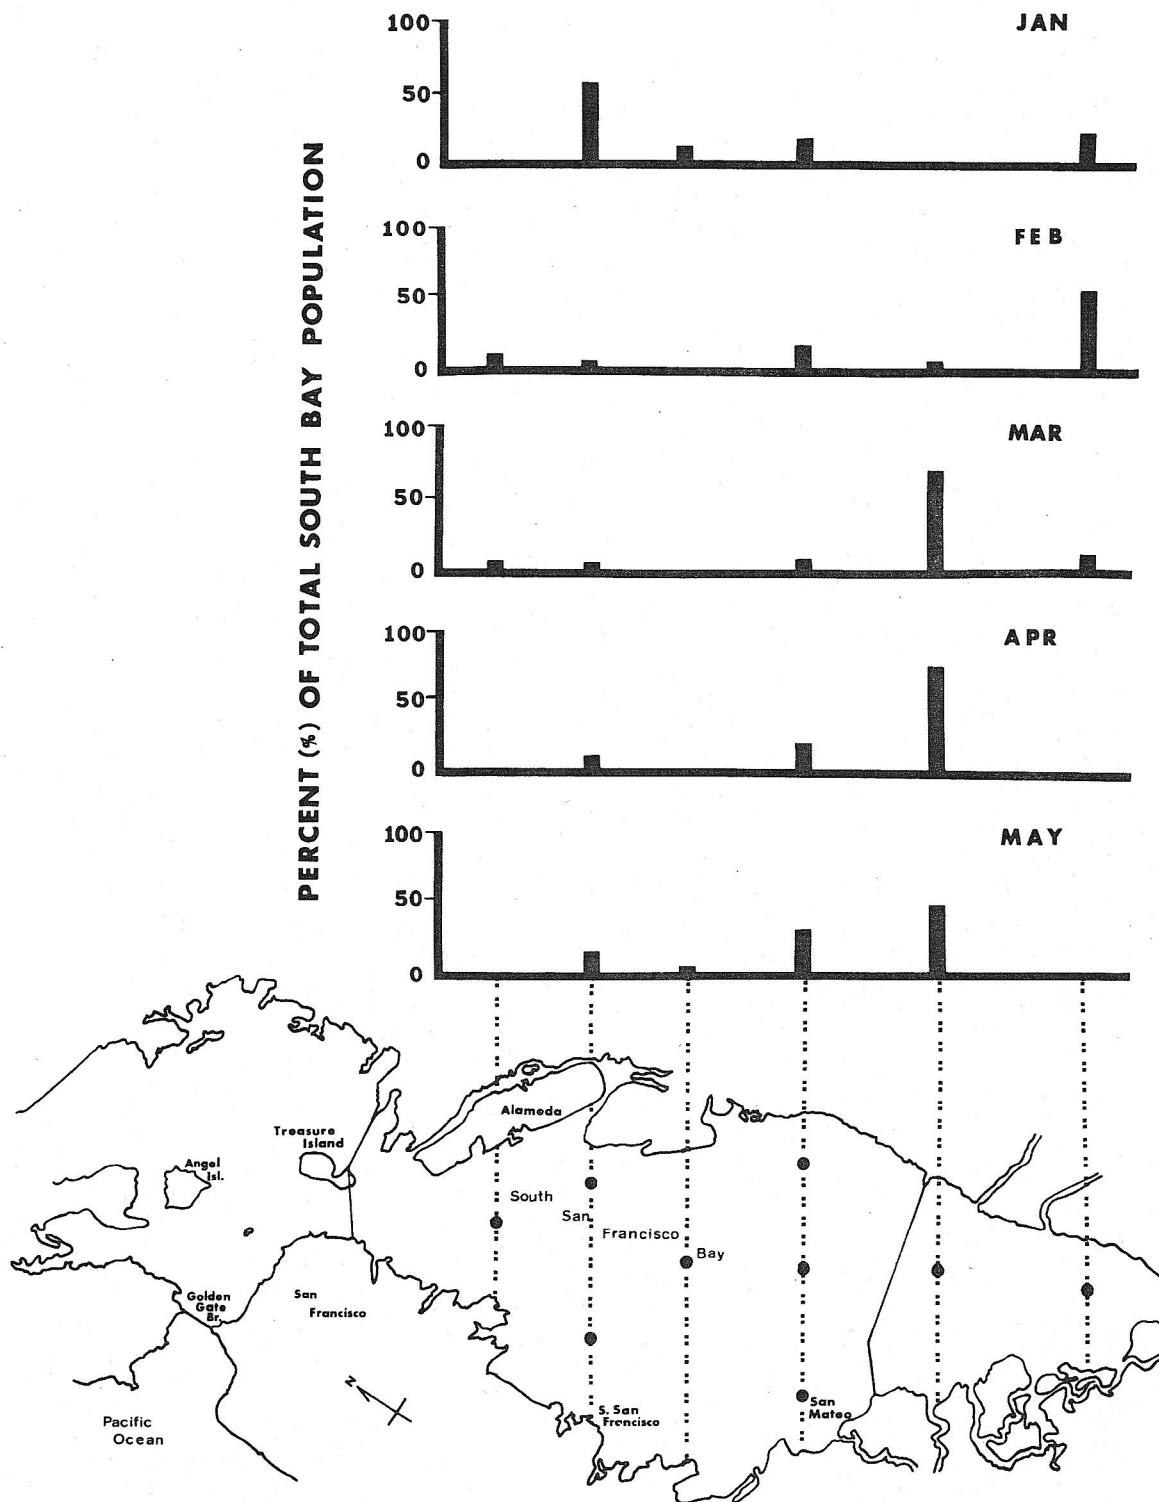 PERCENT (%) OF TOTAL SOUTH BAY POPULATION
100
50
0
JAN
100
50
0
FEB
100
50
0
MAR
100
50
0
APR
100
50
0
MAY
Alameda
Treasure
Island
Angel
Isl.
South
San
Francisco
Bay
Golden
Gate
Br.
San
Francisco
N
S. San
Francisco
San
Mateo
Pacific
Ocean